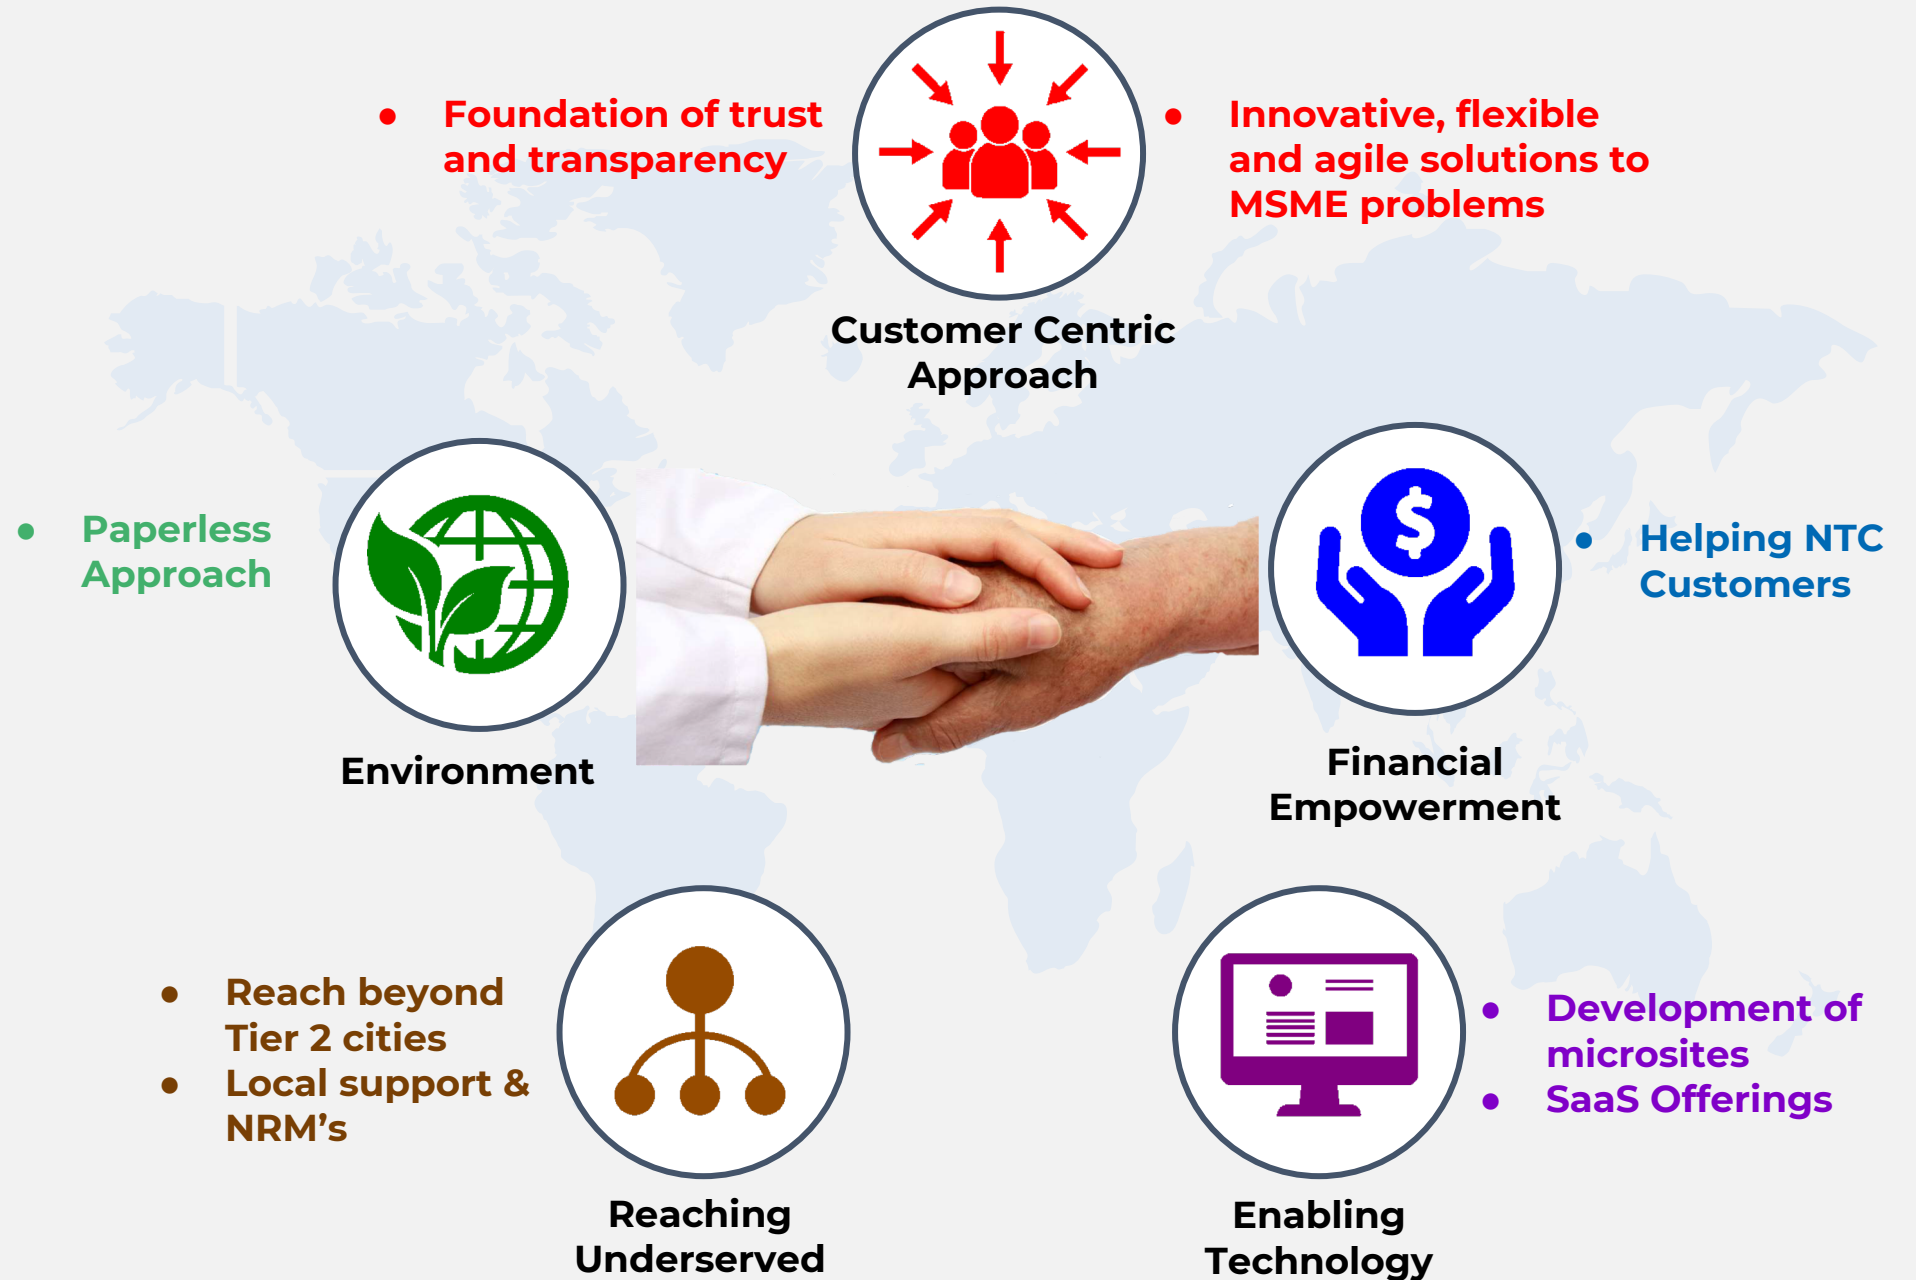 ● Foundation of trust
and transparency
● Innovative, flexible
and agile solutions to
MSME problems
Customer Centric
Approach
● Paperless
Approach
Environment
$
● Helping NTC
Customers
Financial
Empowerment
● Reach beyond
Tier 2 cities
● Local support &
NRM’s
Reaching
Underserved
● Development of
microsites
● SaaS Offerings
Enabling
Technology